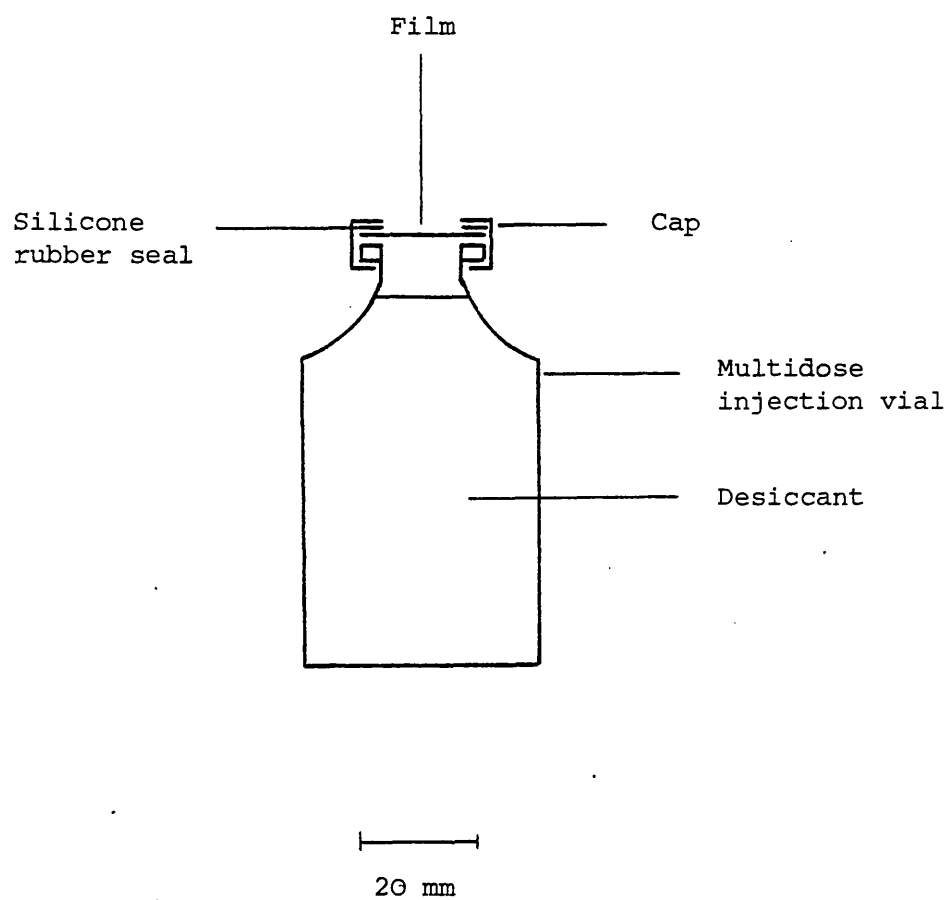 Film
Silicone
rubber seal
Cap
Multidose
injection vial
Desiccant
20 mm